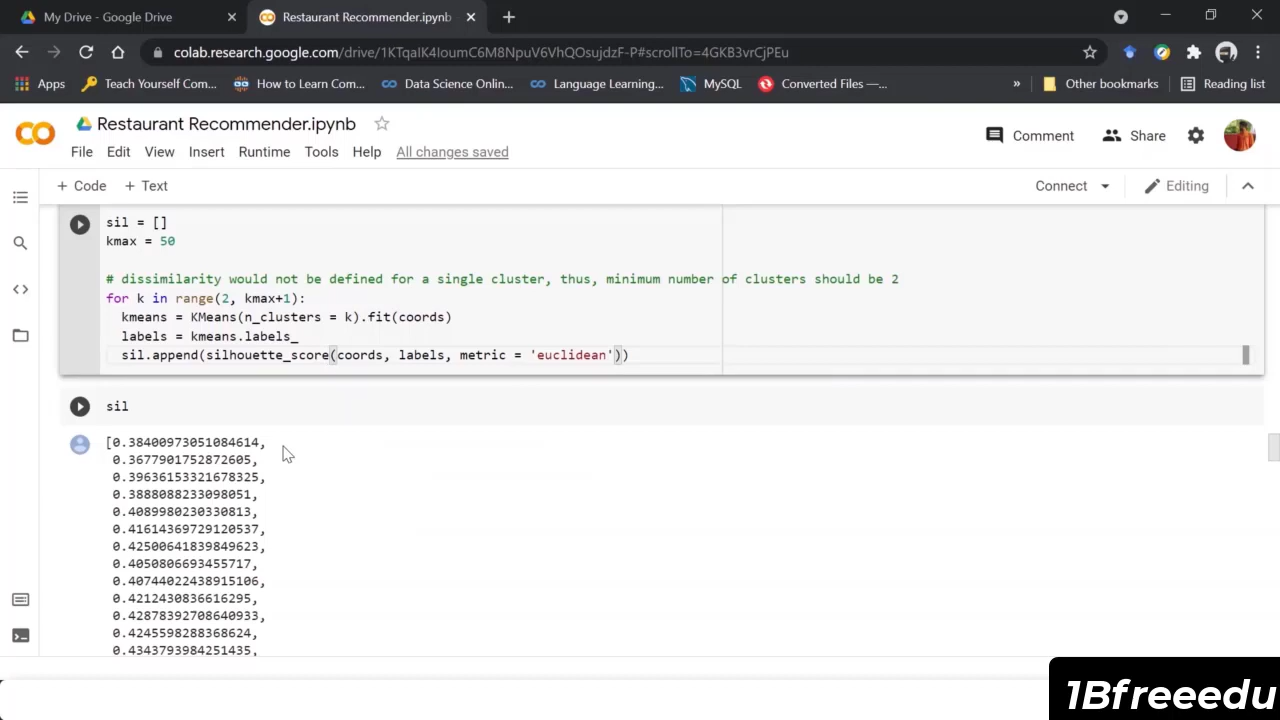 My Drive - Google Drive
Restaurant Recommender.ipynb
colab.research.google.com/drive/1KTqaIK4IoumC6M8NpuV6VhQOsujdzF-P#scrollTo=4GKB3vrCjPEu
Apps
Teach Yourself Com...
How to Learn Com...
Data Science Onlin...
Language Learning...
MySQL
Converted Files —...
»
Other bookmarks
Reading list
Restaurant Recommender.ipynb
Comment
Share
File Edit View Insert Runtime Tools Help All changes saved
+ Code + Text
Connect
Editing
sil = []
kmax = 50
# dissimilarity would not be defined for a single cluster, thus, minimum number of clusters should be 2
for k in range(2, kmax+1):
kmeans = KMeans(n_clusters = k).fit(coords)
labels = kmeans.labels_
sil.append(silhouette_score(coords, labels, metric = 'euclidean'))
sil
[0.38400973051084614,
0.3677901752872605,
0.39636153321678325,
0.3888088233098051,
0.4089980230330813,
0.41614369729120537,
0.42500641839849623,
0.4050806693455717,
0.40744022438915106,
0.4212430836616295,
0.42878392708640933,
0.4245598288368624,
0.4343793984251435,
1Bfreeedu